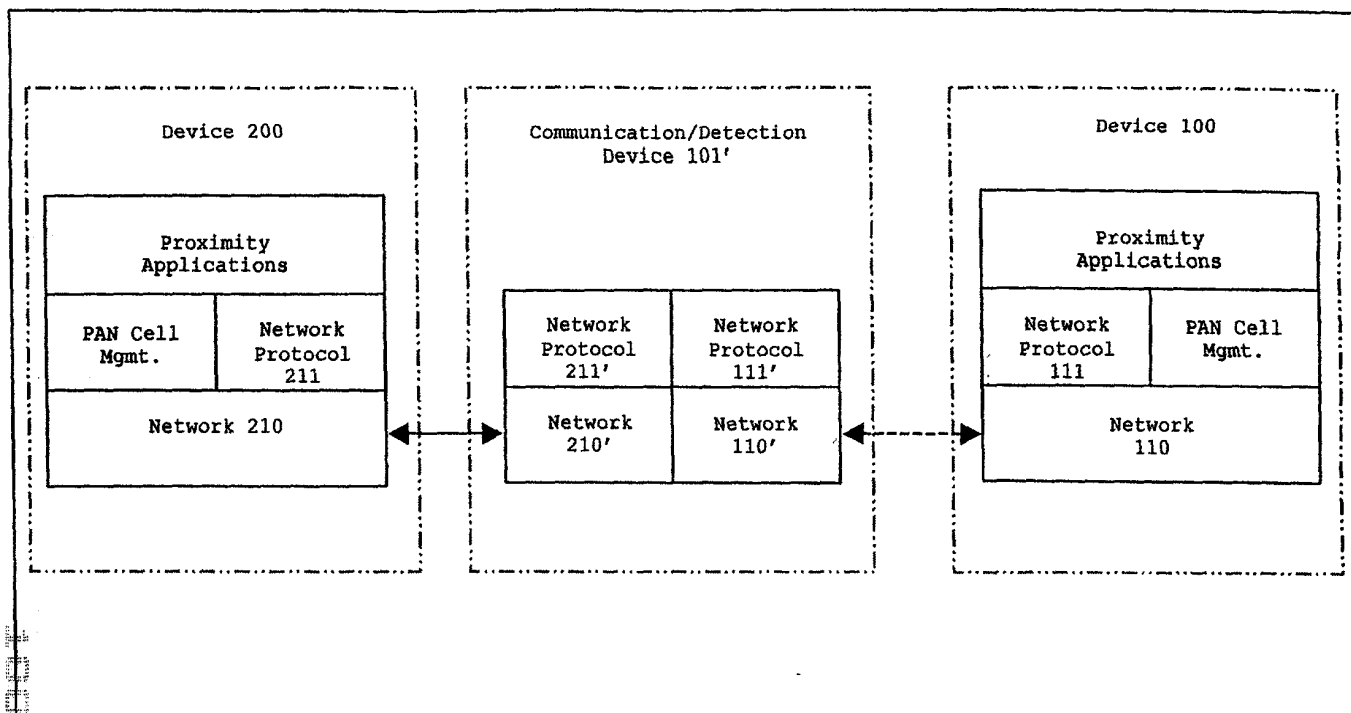 Device 200
Proximity
Applications
PAN Cell
Mgmt.
Network
Protocol
211
Network 210
Communication/Detection
Device 101'
Network
Protocol
211'
Network
Protocol
111'
Network
210'
Network
110'
Device 100
Proximity
Applications
Network
Protocol
111
PAN Cell
Mgmt.
Network
110